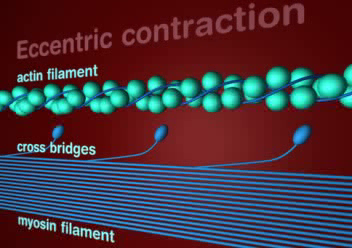 Eccentric contraction
actin filament
cross bridges
myosin filament